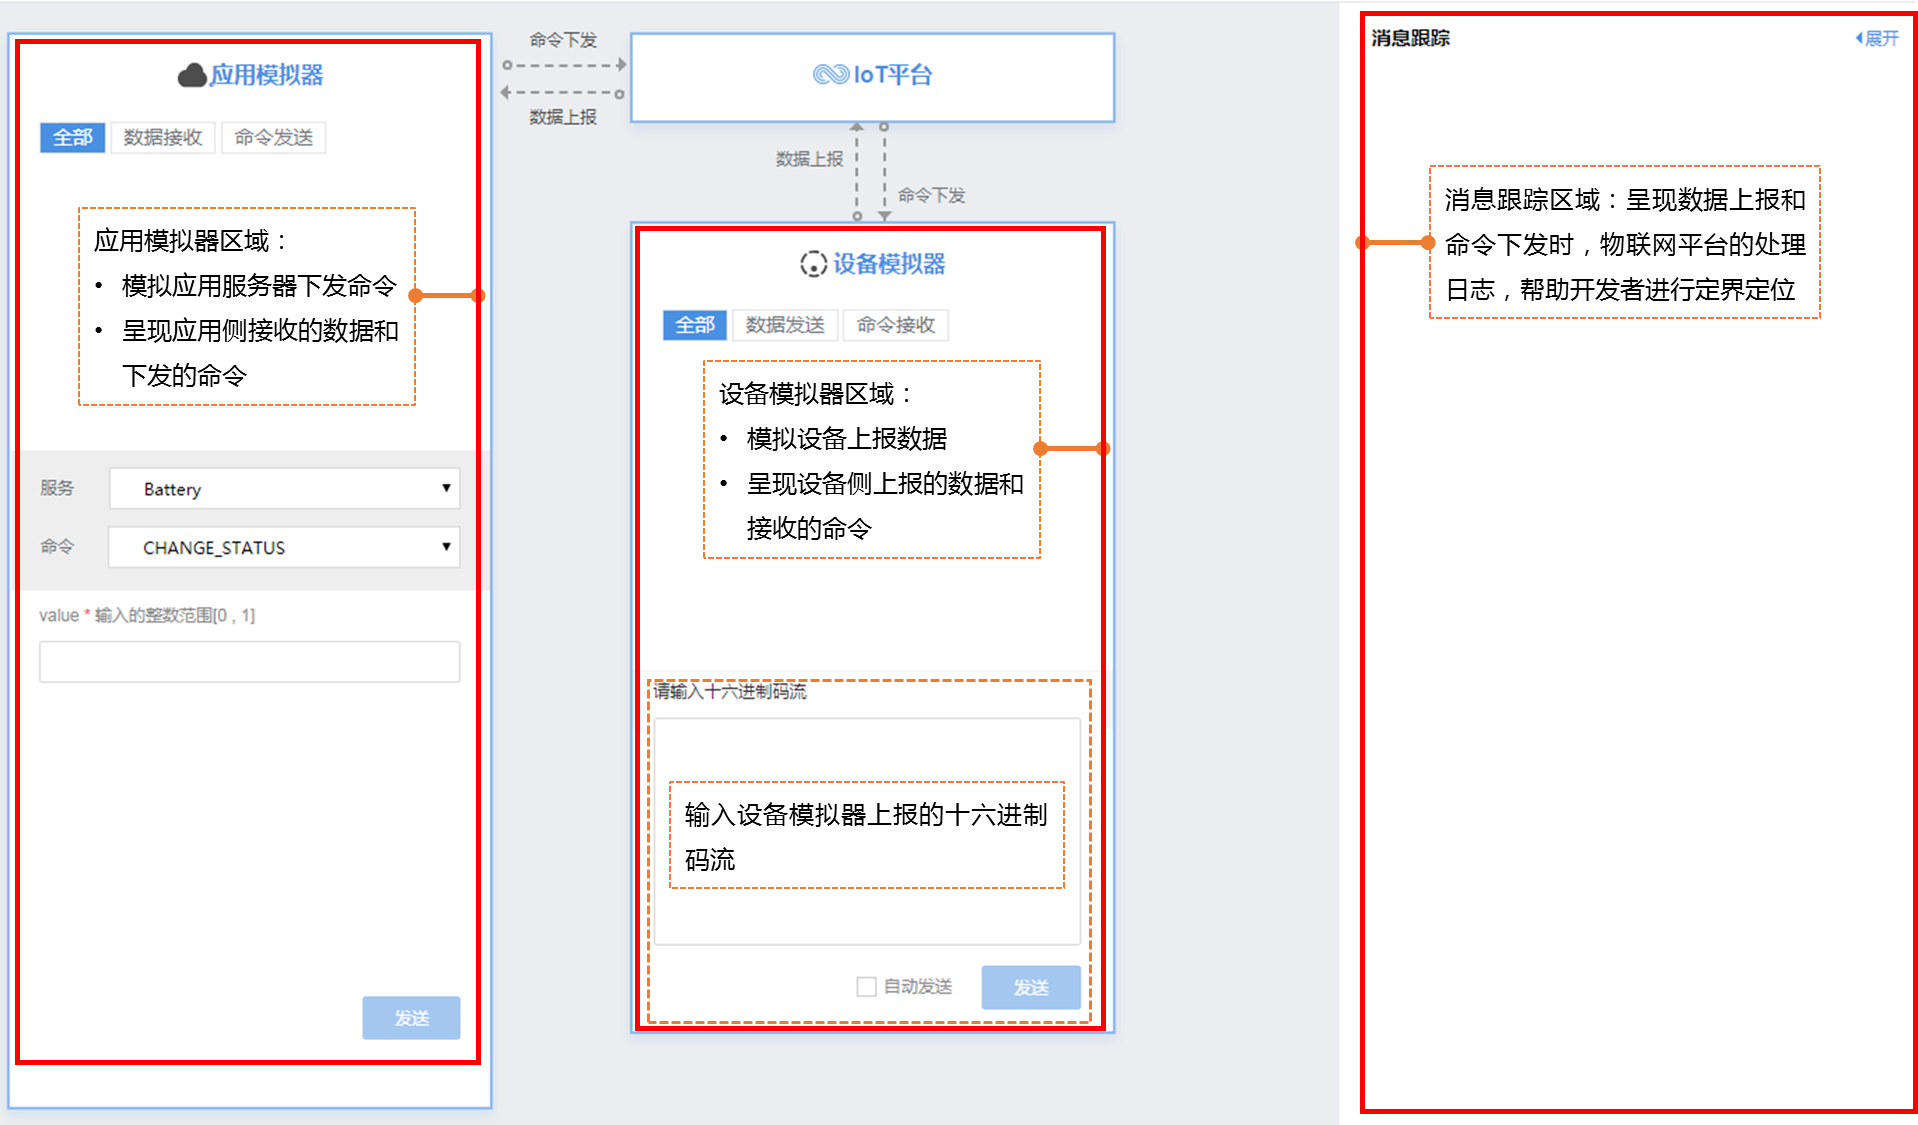 应用模拟器
全部
数据接收
命令发送
应用模拟器区域：
• 模拟应用服务器下发命令
• 呈现应用侧接收的数据和
下发的命令
服务
Battery
命令
CHANGE_STATUS
value * 输入的整数范围[0 , 1]
发送
命令下发
数据上报
IoT平台
数据上报
命令下发
设备模拟器
全部
数据发送
命令接收
设备模拟器区域：
• 模拟设备上报数据
• 呈现设备侧上报的数据和
接收的命令
请输入十六进制码流
输入设备模拟器上报的十六进制
码流
自动发送
发送
消息跟踪
展开
消息跟踪区域：呈现数据上报和
命令下发时，物联网平台的处理
日志，帮助开发者进行定界定位